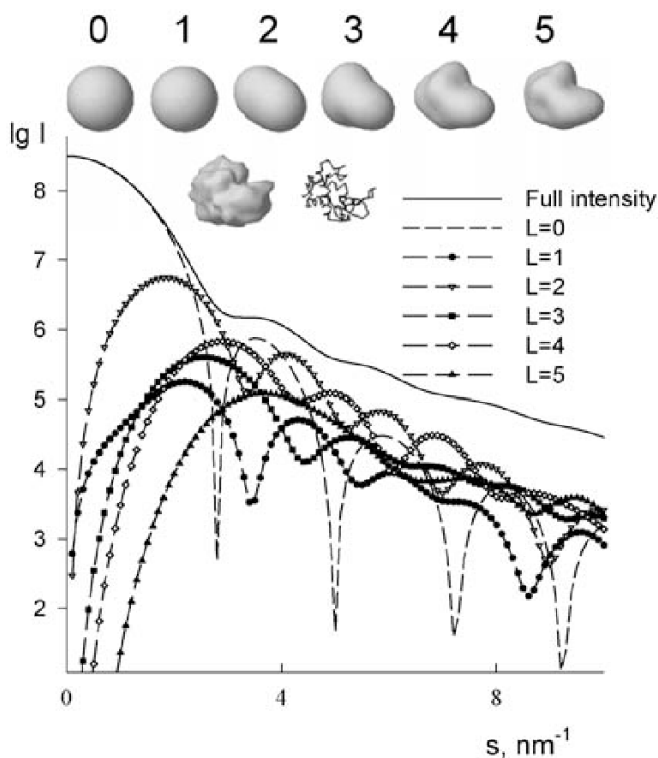 0 1 2 3 4 5
lg I
8
7
6
5
4
3
2
0 4 8
s, nm⁻¹
Full intensity
L=0
L=1
L=2
L=3
L=4
L=5